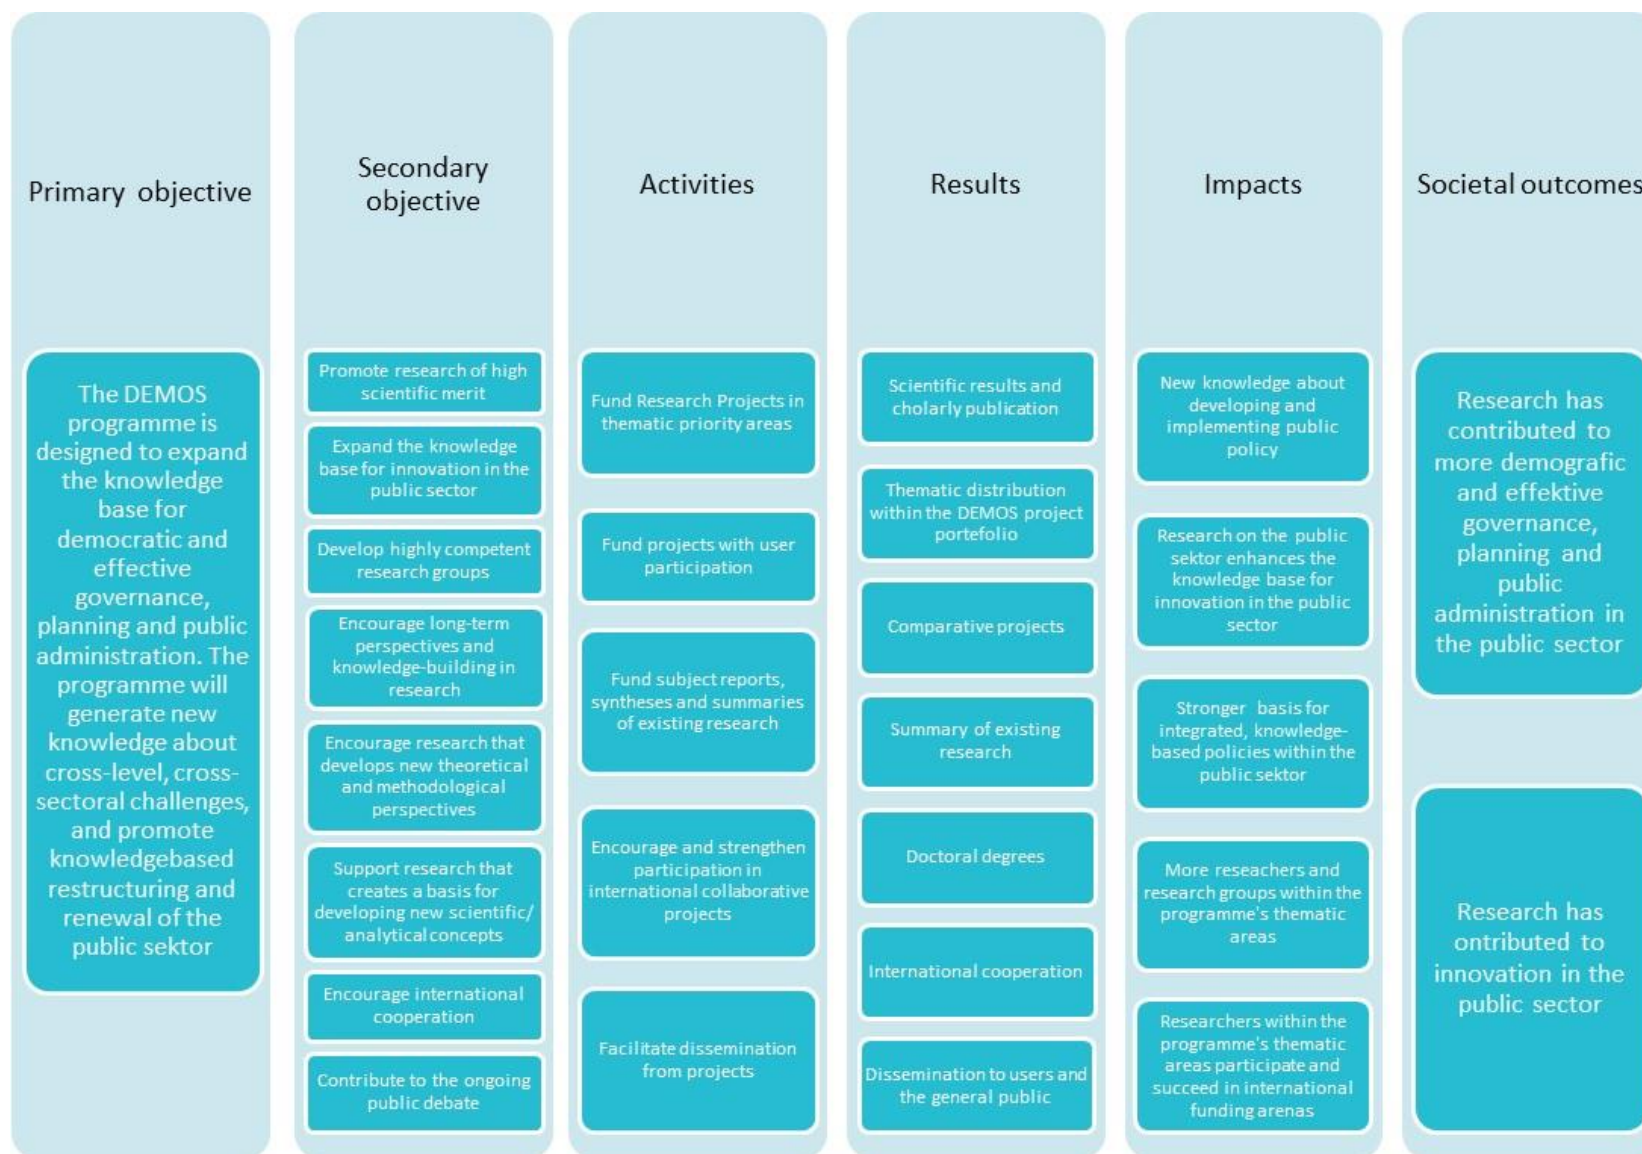 Primary objective
The DEMOS
programme is
designed to expand
the knowledge
base for
democratic and
effective
governance,
planning and public
administration. The
programme will
generate new
knowledge about
cross-level, cross-
sectoral challenges,
and promote
knowledgebased
restructuring and
renewal of the
public sektor
Secondary
objective
Promote research of high
scientific merit
Expand the knowledge
base for innovation in the
public sector
Develop highly competent
research groups
Encourage long-term
perspectives and
knowledge-building in
research
Encourage research that
develops new theoretical
and methodological
perspectives
Support research that
creates a basis for
developing new scientific/
analytical concepts
Encourage international
cooperation
Contribute to the ongoing
public debate
Activities
Fund Research Projects in
thematic priority areas
Fund projects with user
participation
Fund subject reports,
syntheses and summaries
of existing research
Encourage and strengthen
participation in
international collaborative
projects
Facilitate dissemination
from projects
Results
Scientific results and
cholarly publication
Thematic distribution
within the DEMOS project
portefolio
Comparative projects
Summary of existing
research
Doctoral degrees
International cooperation
Dissemination to users and
the general public
Impacts
New knowledge about
developing and
implementing public
policy
Research on the public
sektor enhances the
knowledge base for
innovation in the public
sector
Stronger basis for
integrated, knowledge-
based policies within the
public sektor
More reseachers and
research groups within the
programme's thematic
areas
Researchers within the
programme's thematic
areas participate and
succeed in international
funding arenas
Societal outcomes
Research has
contributed to
more demografic
and effektive
governance,
planning and
public
administration in
the public sector
Research has
ontributed to
innovation in the
public sector